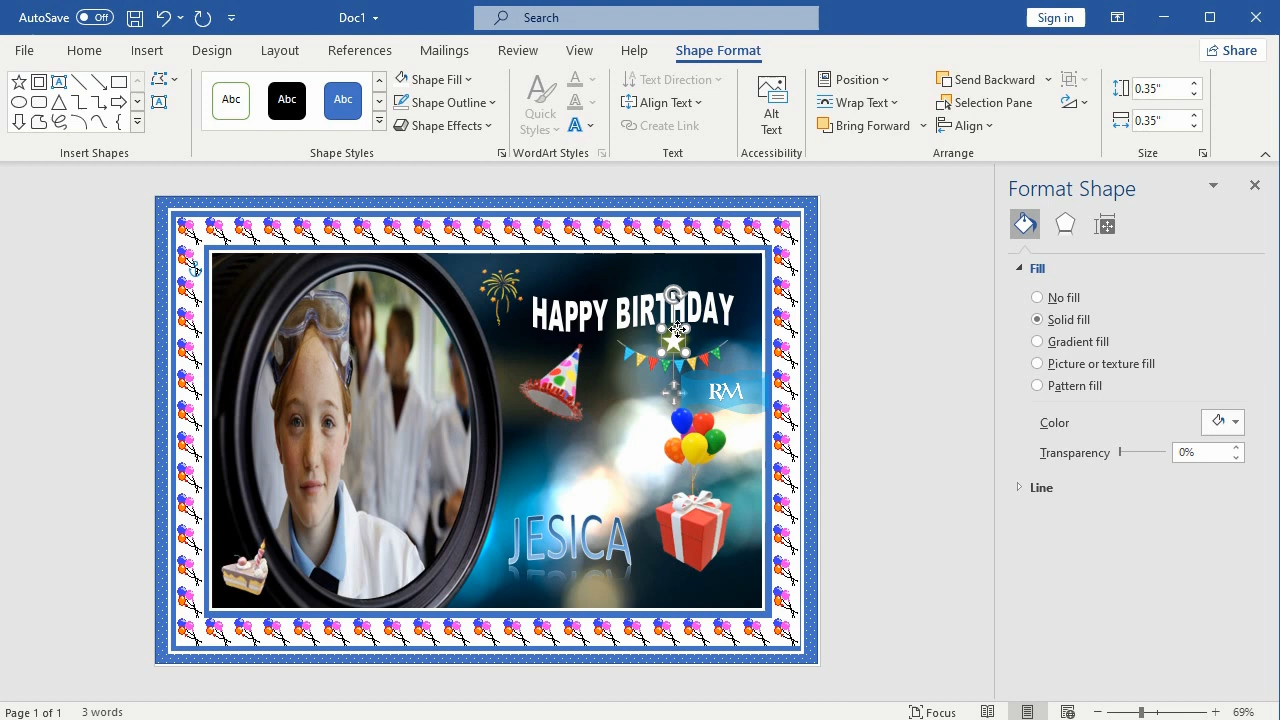 AutoSave Off Doc1 Search Sign in
File Home Insert Design Layout References Mailings Review View Help Shape Format Share
Abc Abc Abc
Shape Fill
Shape Outline
Shape Effects
Quick
Styles
Text Direction
Align Text
Create Link
Alt
Text
Position
Wrap Text
Bring Forward
Send Backward
Selection Pane
Align
0.35"
0.35"
Insert Shapes Shape Styles WordArt Styles Text Accessibility Arrange Size
HAPPY BIRTHDAY
RM
JESICA
Format Shape
Fill
No fill
Solid fill
Gradient fill
Picture or texture fill
Pattern fill
Color
Transparency 0%
Line
Page 1 of 1 3 words Focus 69%